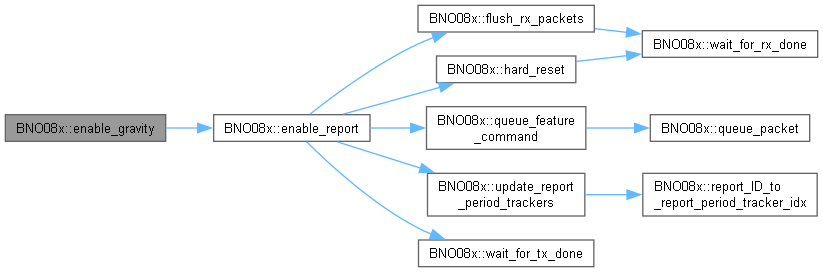 BNO08x::enable_gravity
BNO08x::enable_report
BNO08x::flush_rx_packets
BNO08x::hard_reset
BNO08x::wait_for_rx_done
BNO08x::queue_feature
_command
BNO08x::queue_packet
BNO08x::update_report
_period_trackers
BNO08x::report_ID_to
_report_period_tracker_idx
BNO08x::wait_for_tx_done